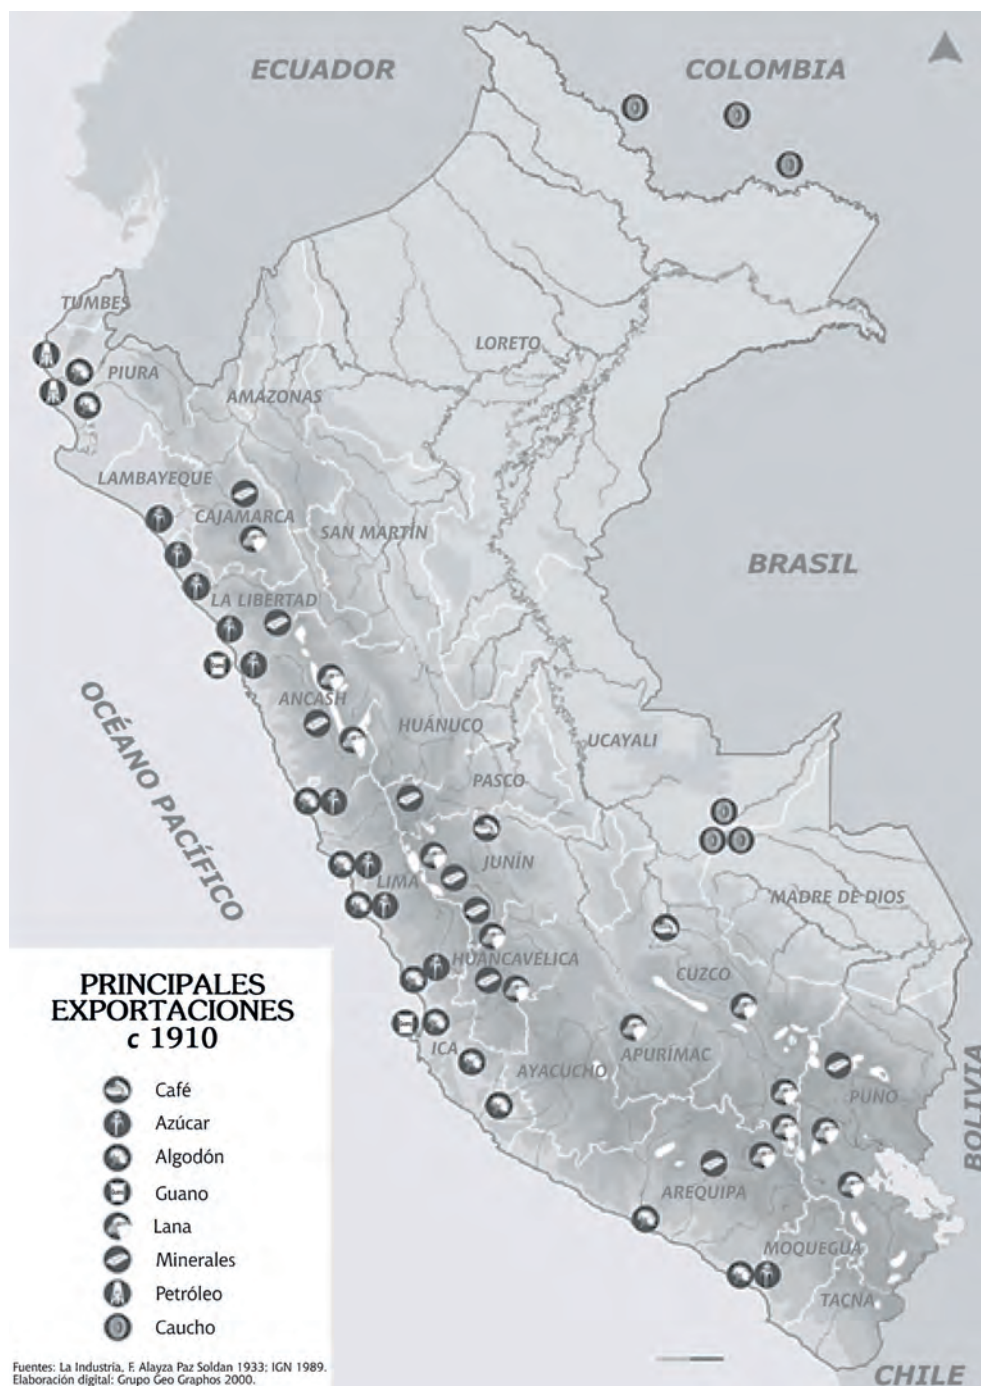 ECUADOR
COLOMBIA
TUMBES
PIURA
LORETO
AMAZONAS
LAMBAYEQUE
CAJAMARCA
SAN MARTÍN
BRASIL
LA LIBERTAD
ANCASH
HUÁNUCO
UCAYALI
OCÉANO PACÍFICO
PASCO
JUNÍN
LIMA
MADRE DE DIOS
HUANCAVELICA
CUZCO
ICA
AYACUCHO
APURÍMAC
PUNO
BOLIVIA
AREQUIPA
MOQUEGUA
TACNA
CHILE
PRINCIPALES
EXPORTACIONES
c 1910
Café
Azúcar
Algodón
Guano
Lana
Minerales
Petróleo
Caucho
Fuentes: La Industria, F. Alayza Paz Soldan 1933; IGN 1989.
Elaboración digital: Grupo Geo Graphos 2000.